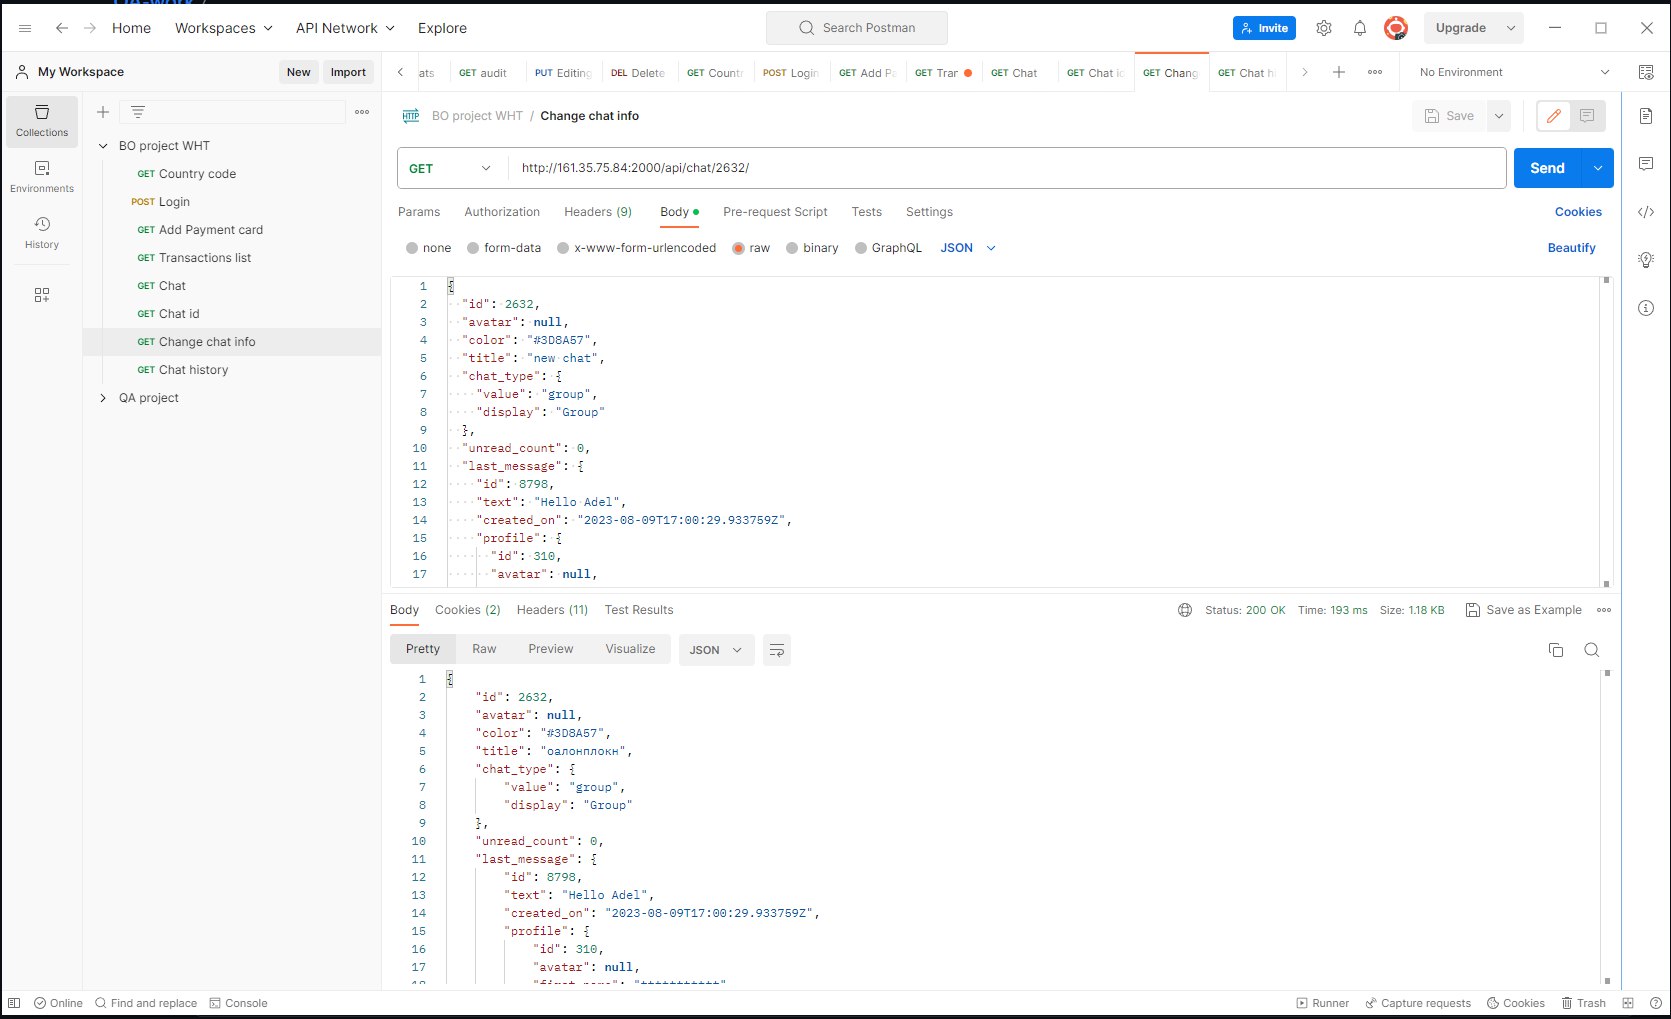 Home
Workspaces
API Network
Explore
Search Postman
Invite
Upgrade
My Workspace
New
Import
ats
GET audit
PUT Editing
DEL Delete
GET Countr
POST Login
GET Add Pa
GET Trar
GET Chat
GET Chat ic
GET Chang
GET Chat h
No Environment
Collections
Environments
History
BO project WHT
GET Country code
POST Login
GET Add Payment card
GET Transactions list
GET Chat
GET Chat id
GET Change chat info
GET Chat history
QA project
HTTP BO project WHT / Change chat info
Save
GET http://161.35.75.84:2000/api/chat/2632/
Send
Params Authorization Headers (9) Body Pre-request Script Tests Settings
Cookies
none form-data x-www-form-urlencoded raw binary GraphQL JSON
Beautify
1 {
2 "id": 2632,
3 "avatar": null,
4 "color": "#3D8A57",
5 "title": "new chat",
6 "chat_type": {
7 "value": "group",
8 "display": "Group"
9 },
10 "unread_count": 0,
11 "last_message": {
12 "id": 8798,
13 "text": "Hello Adel",
14 "created_on": "2023-08-09T17:00:29.933759Z",
15 "profile": {
16 "id": 310,
17 "avatar": null,
Body Cookies (2) Headers (11) Test Results
Status: 200 OK Time: 193 ms Size: 1.18 KB Save as Example
Pretty Raw Preview Visualize JSON
1 {
2 "id": 2632,
3 "avatar": null,
4 "color": "#3D8A57",
5 "title": "оалонплокн",
6 "chat_type": {
7 "value": "group",
8 "display": "Group"
9 },
10 "unread_count": 0,
11 "last_message": {
12 "id": 8798,
13 "text": "Hello Adel",
14 "created_on": "2023-08-09T17:00:29.933759Z",
15 "profile": {
16 "id": 310,
17 "avatar": null,
Online Find and replace Console
Runner Capture requests Cookies Trash